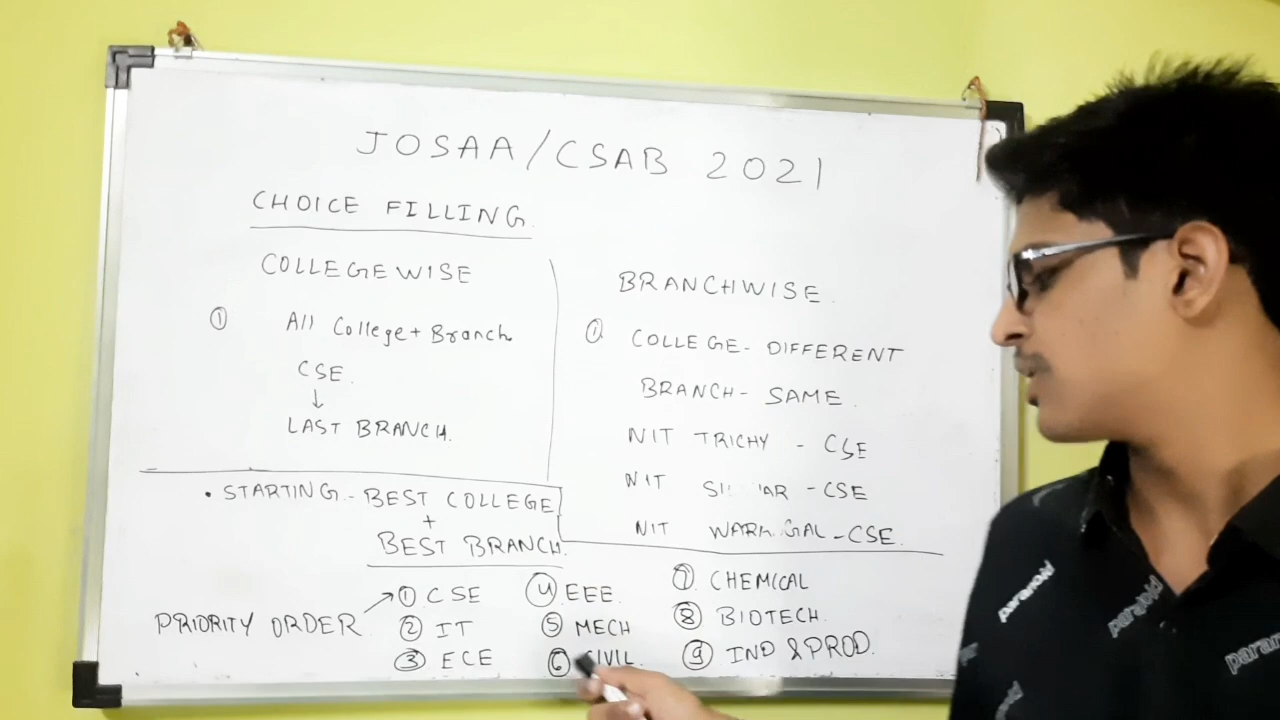 JOSAA/CSAB 2021
CHOICE FILLING.
COLLEGEWISE
① All College + Branch
CSE.
↓
LAST BRANCH.
BRANCHWISE.
① COLLEGE - DIFFERENT
BRANCH - SAME.
NIT TRICHY - CSE
NIT - CSE
NIT - CSE.
• STARTING - BEST COLLEGE
+
BEST BRANCH.
PRIORITY ORDER
① CSE
② IT
③ ECE
④ EEE.
⑤ MECH
⑥ CIVIL.
⑦ CHEMICAL
⑧ BIOTECH.
⑨ IND & PROD.